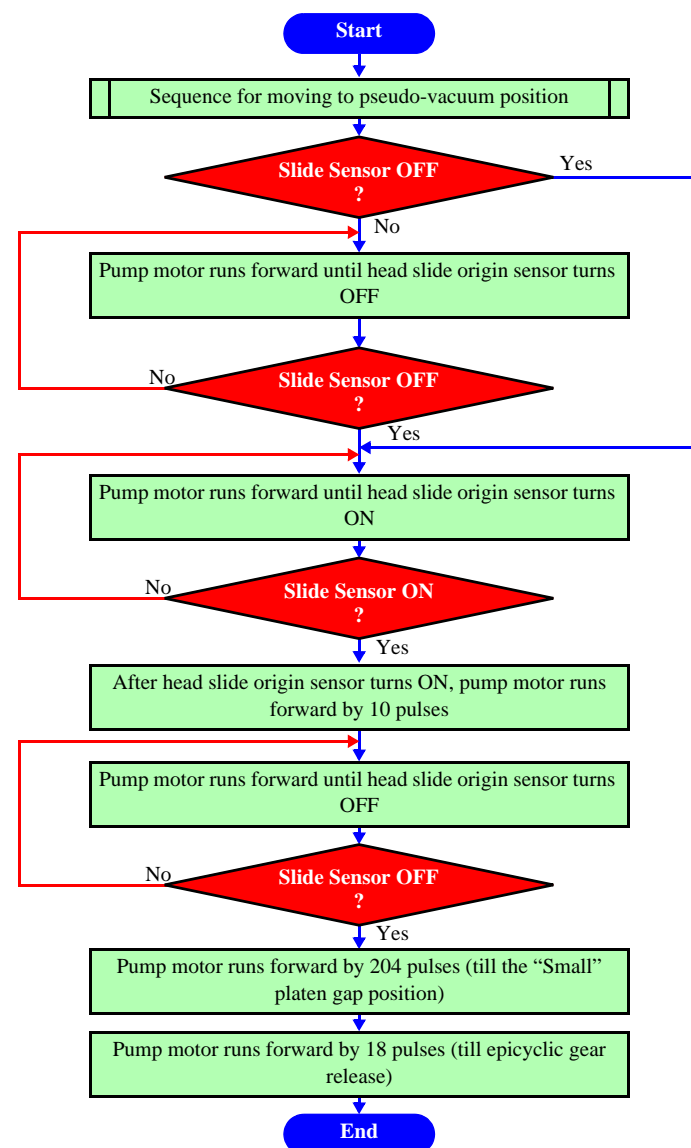 Start
Sequence for moving to pseudo-vacuum position
Slide Sensor OFF
?
Yes
No
Pump motor runs forward until head slide origin sensor turns
OFF
No
Slide Sensor OFF
?
Yes
Pump motor runs forward until head slide origin sensor turns
ON
No
Slide Sensor ON
?
Yes
After head slide origin sensor turns ON, pump motor runs
forward by 10 pulses
Pump motor runs forward until head slide origin sensor turns
OFF
No
Slide Sensor OFF
?
Yes
Pump motor runs forward by 204 pulses (till the “Small”
platen gap position)
Pump motor runs forward by 18 pulses (till epicyclic gear
release)
End